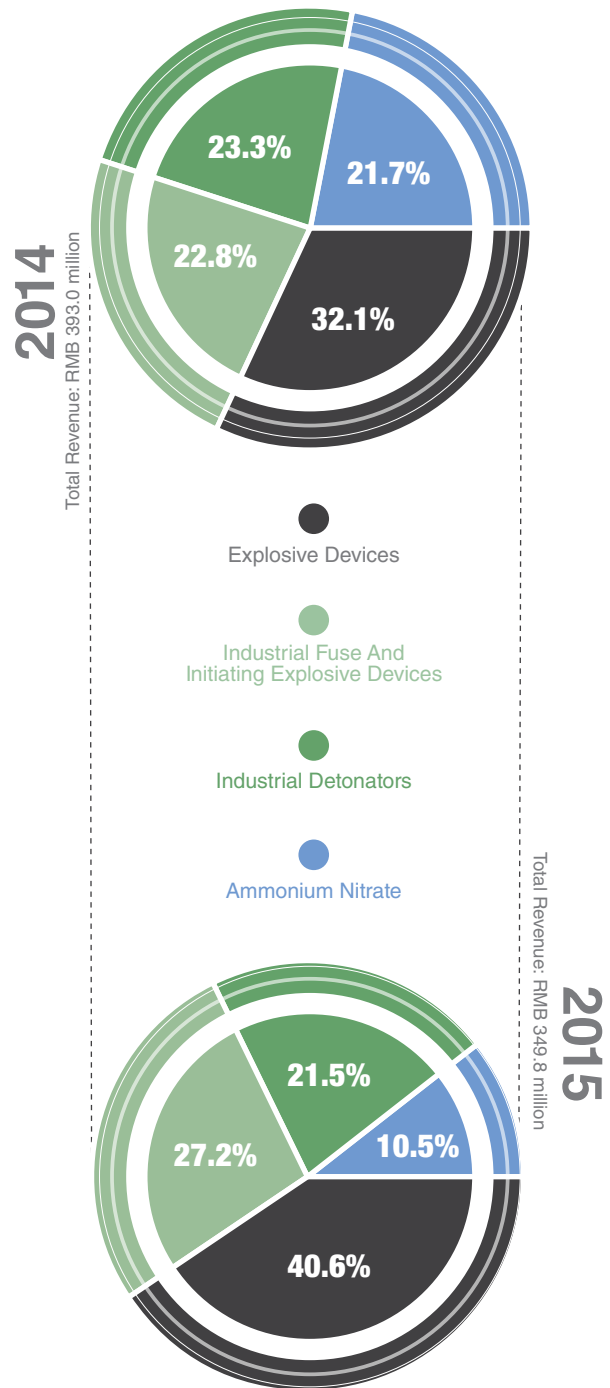 2014
Total Revenue: RMB 393.0 million
23.3%
21.7%
22.8%
32.1%
Explosive Devices
Industrial Fuse And
Initiating Explosive Devices
Industrial Detonators
Ammonium Nitrate
2015
Total Revenue: RMB 349.8 million
21.5%
10.5%
27.2%
40.6%